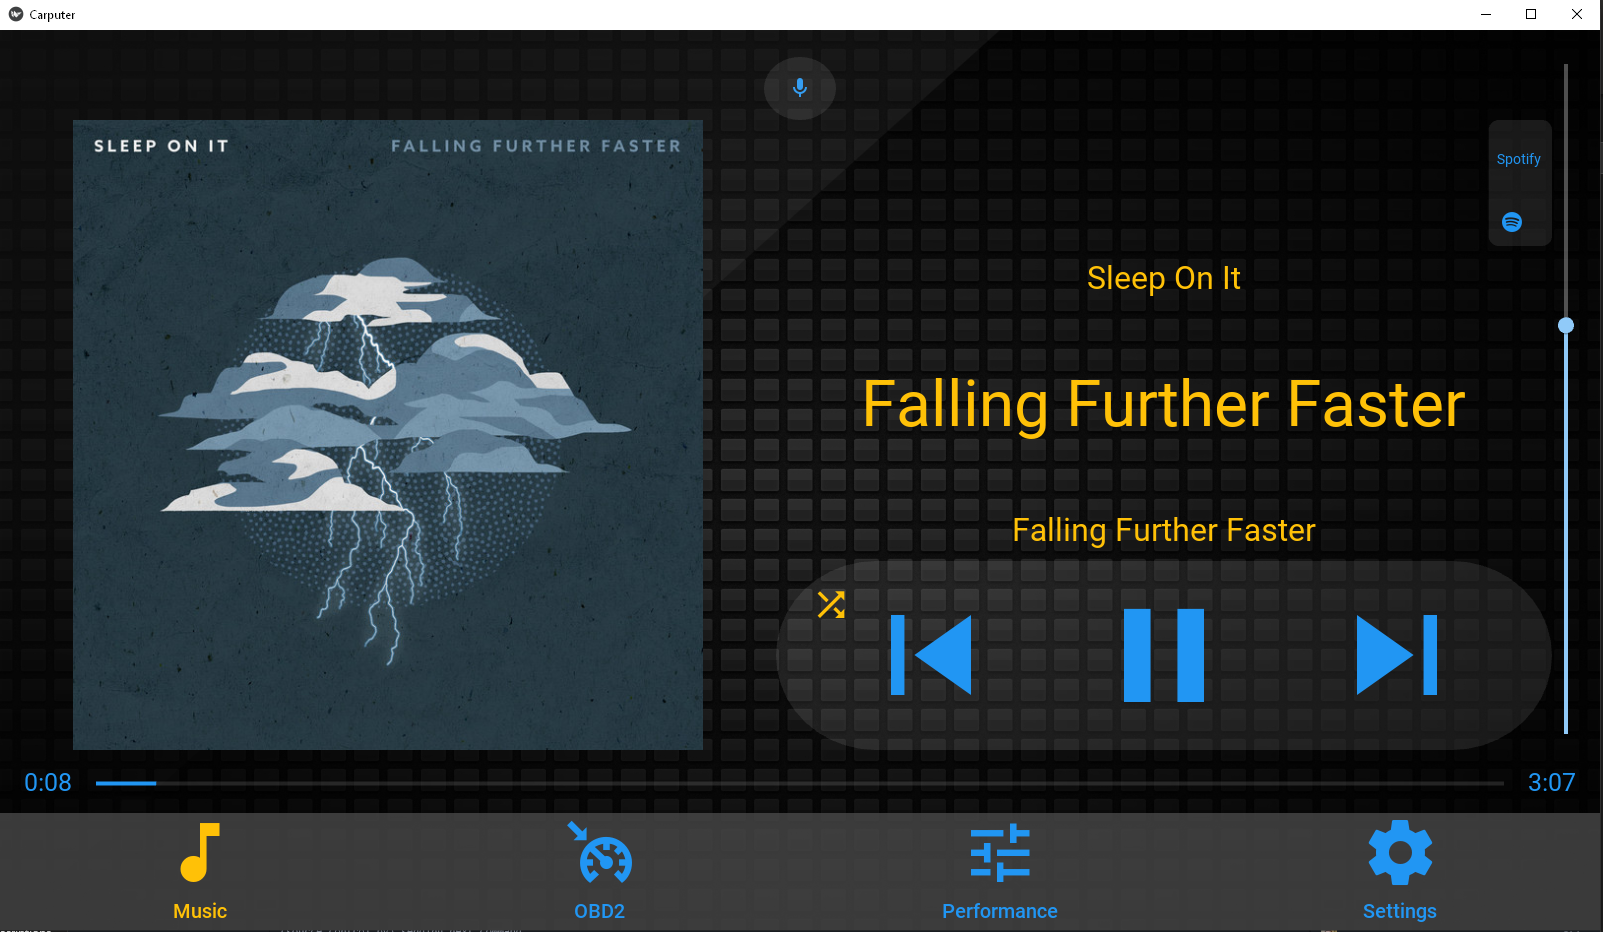 Carputer
SLEEP ON IT
FALLING FURTHER FASTER
Spotify
Sleep On It
Falling Further Faster
Falling Further Faster
0:08
3:07
Music
OBD2
Performance
Settings